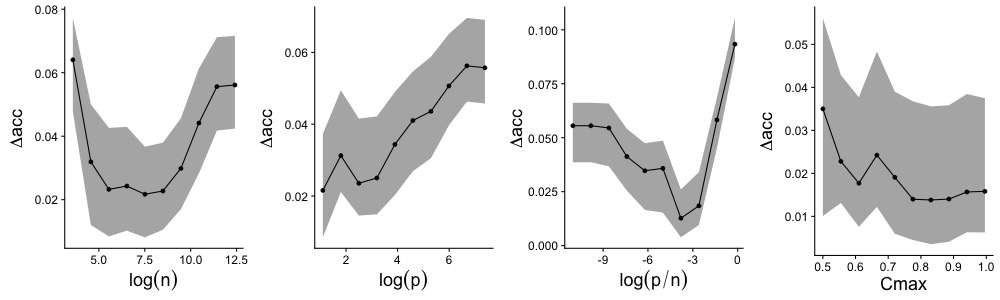 Δacc
0.08
0.06
0.04
0.02
5.0 7.5 10.0 12.5
log(n)
Δacc
0.06
0.04
0.02
2 4 6
log(p)
Δacc
0.100
0.075
0.050
0.025
0.000
-9 -6 -3 0
log(p/n)
Δacc
0.05
0.04
0.03
0.02
0.01
0.5 0.6 0.7 0.8 0.9 1.0
Cmax